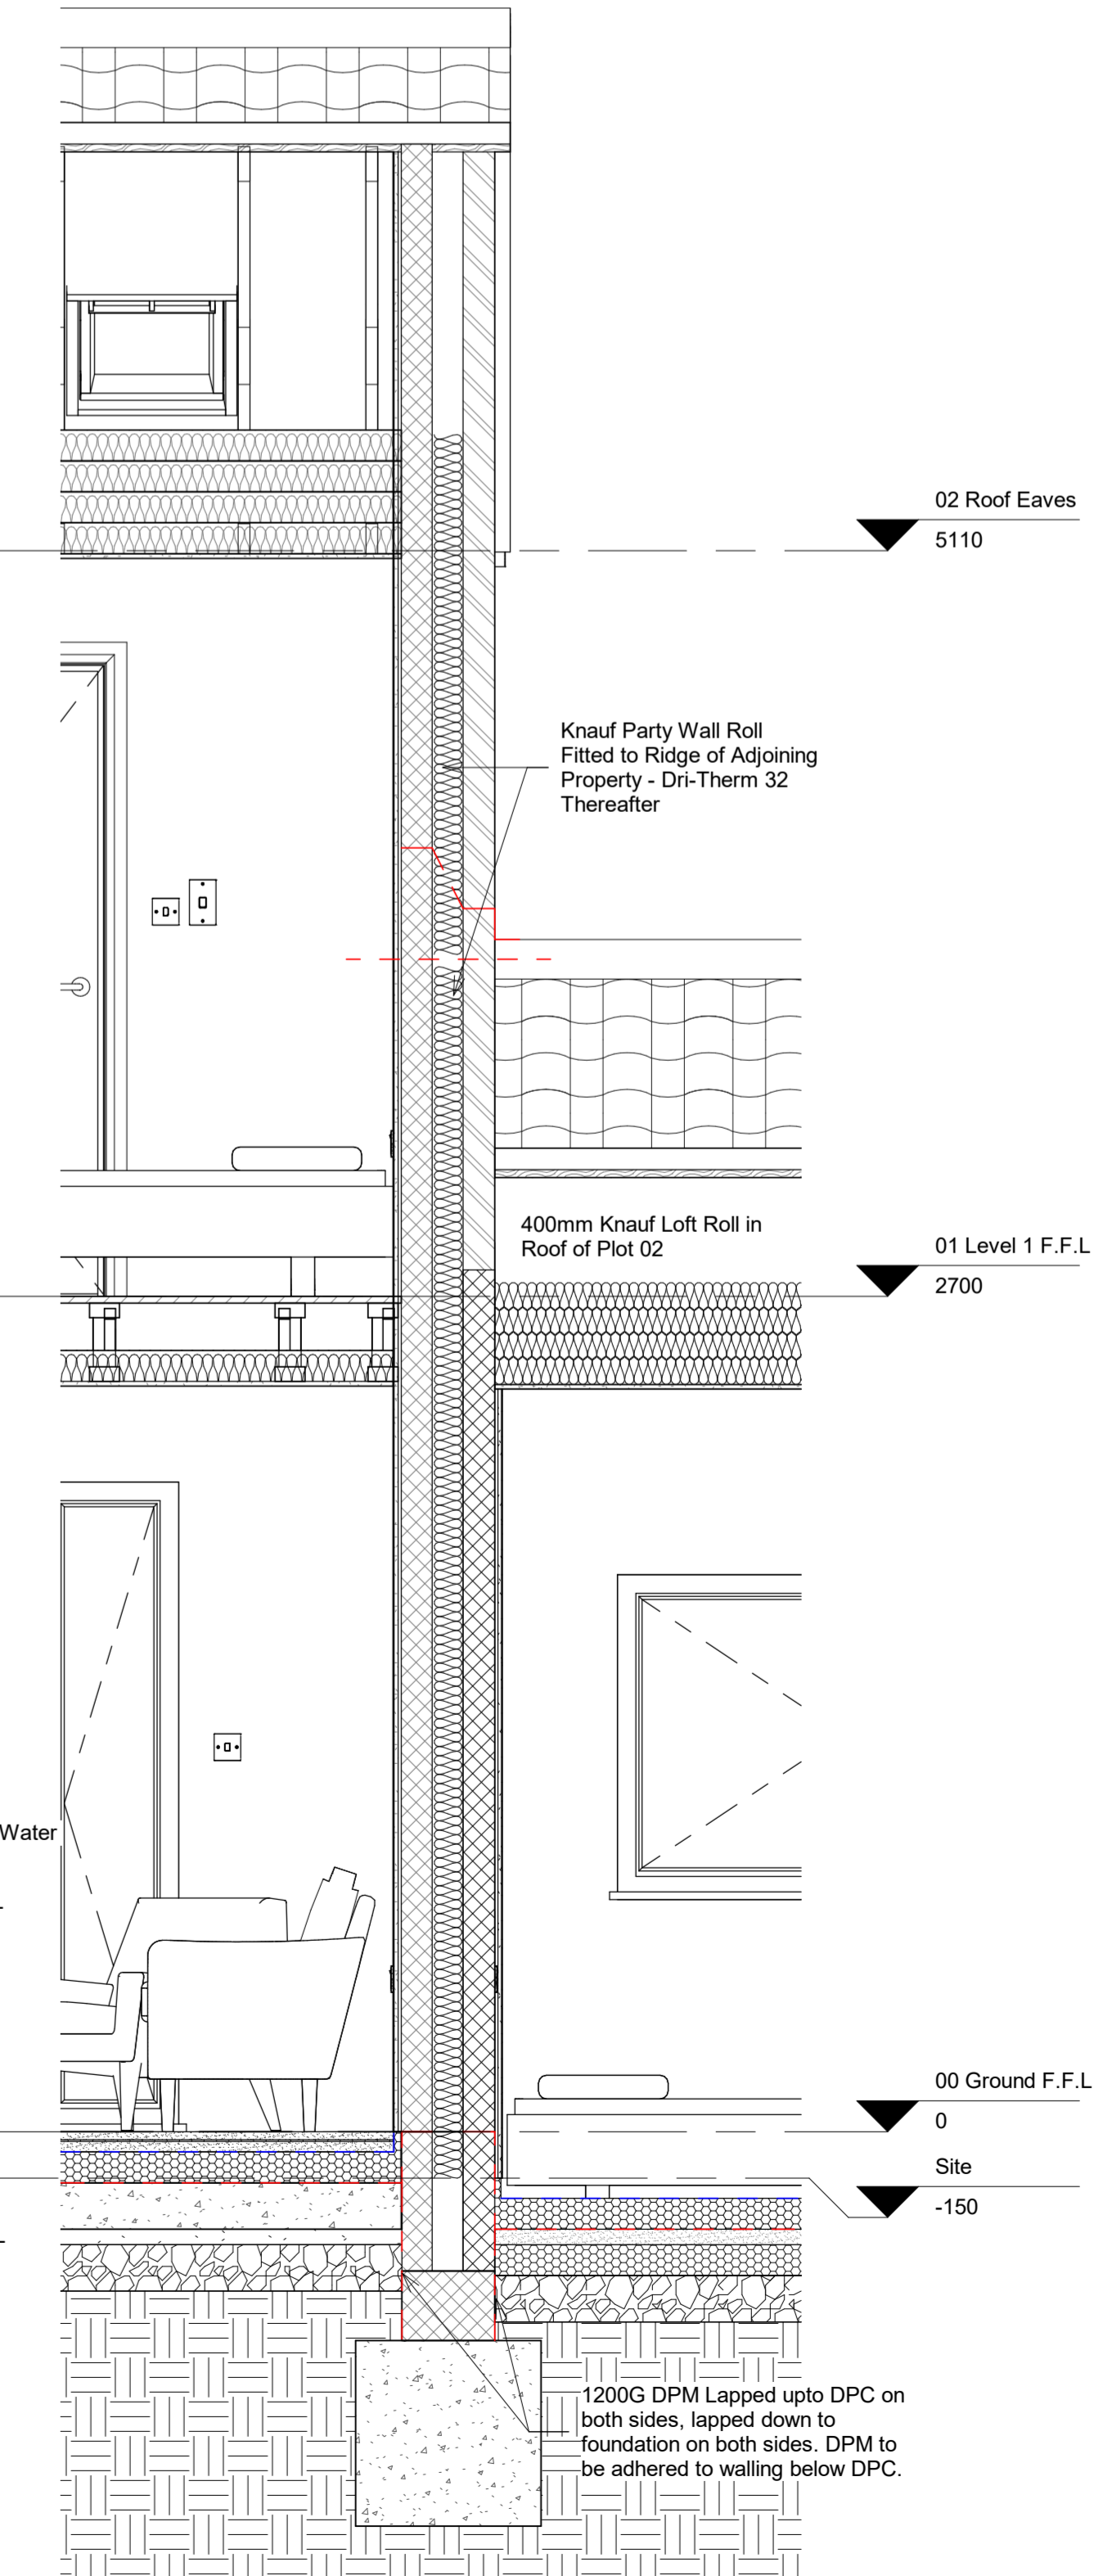 02 Roof Eaves
5110
Knauf Party Wall Roll
Fitted to Ridge of Adjoining
Property - Dri-Therm 32
Thereafter
400mm Knauf Loft Roll in
Roof of Plot 02
01 Level 1 F.F.L
2700
Water
00 Ground F.F.L
0
Site
-150
1200G DPM Lapped upto DPC on
both sides, lapped down to
foundation on both sides. DPM to
be adhered to walling below DPC.